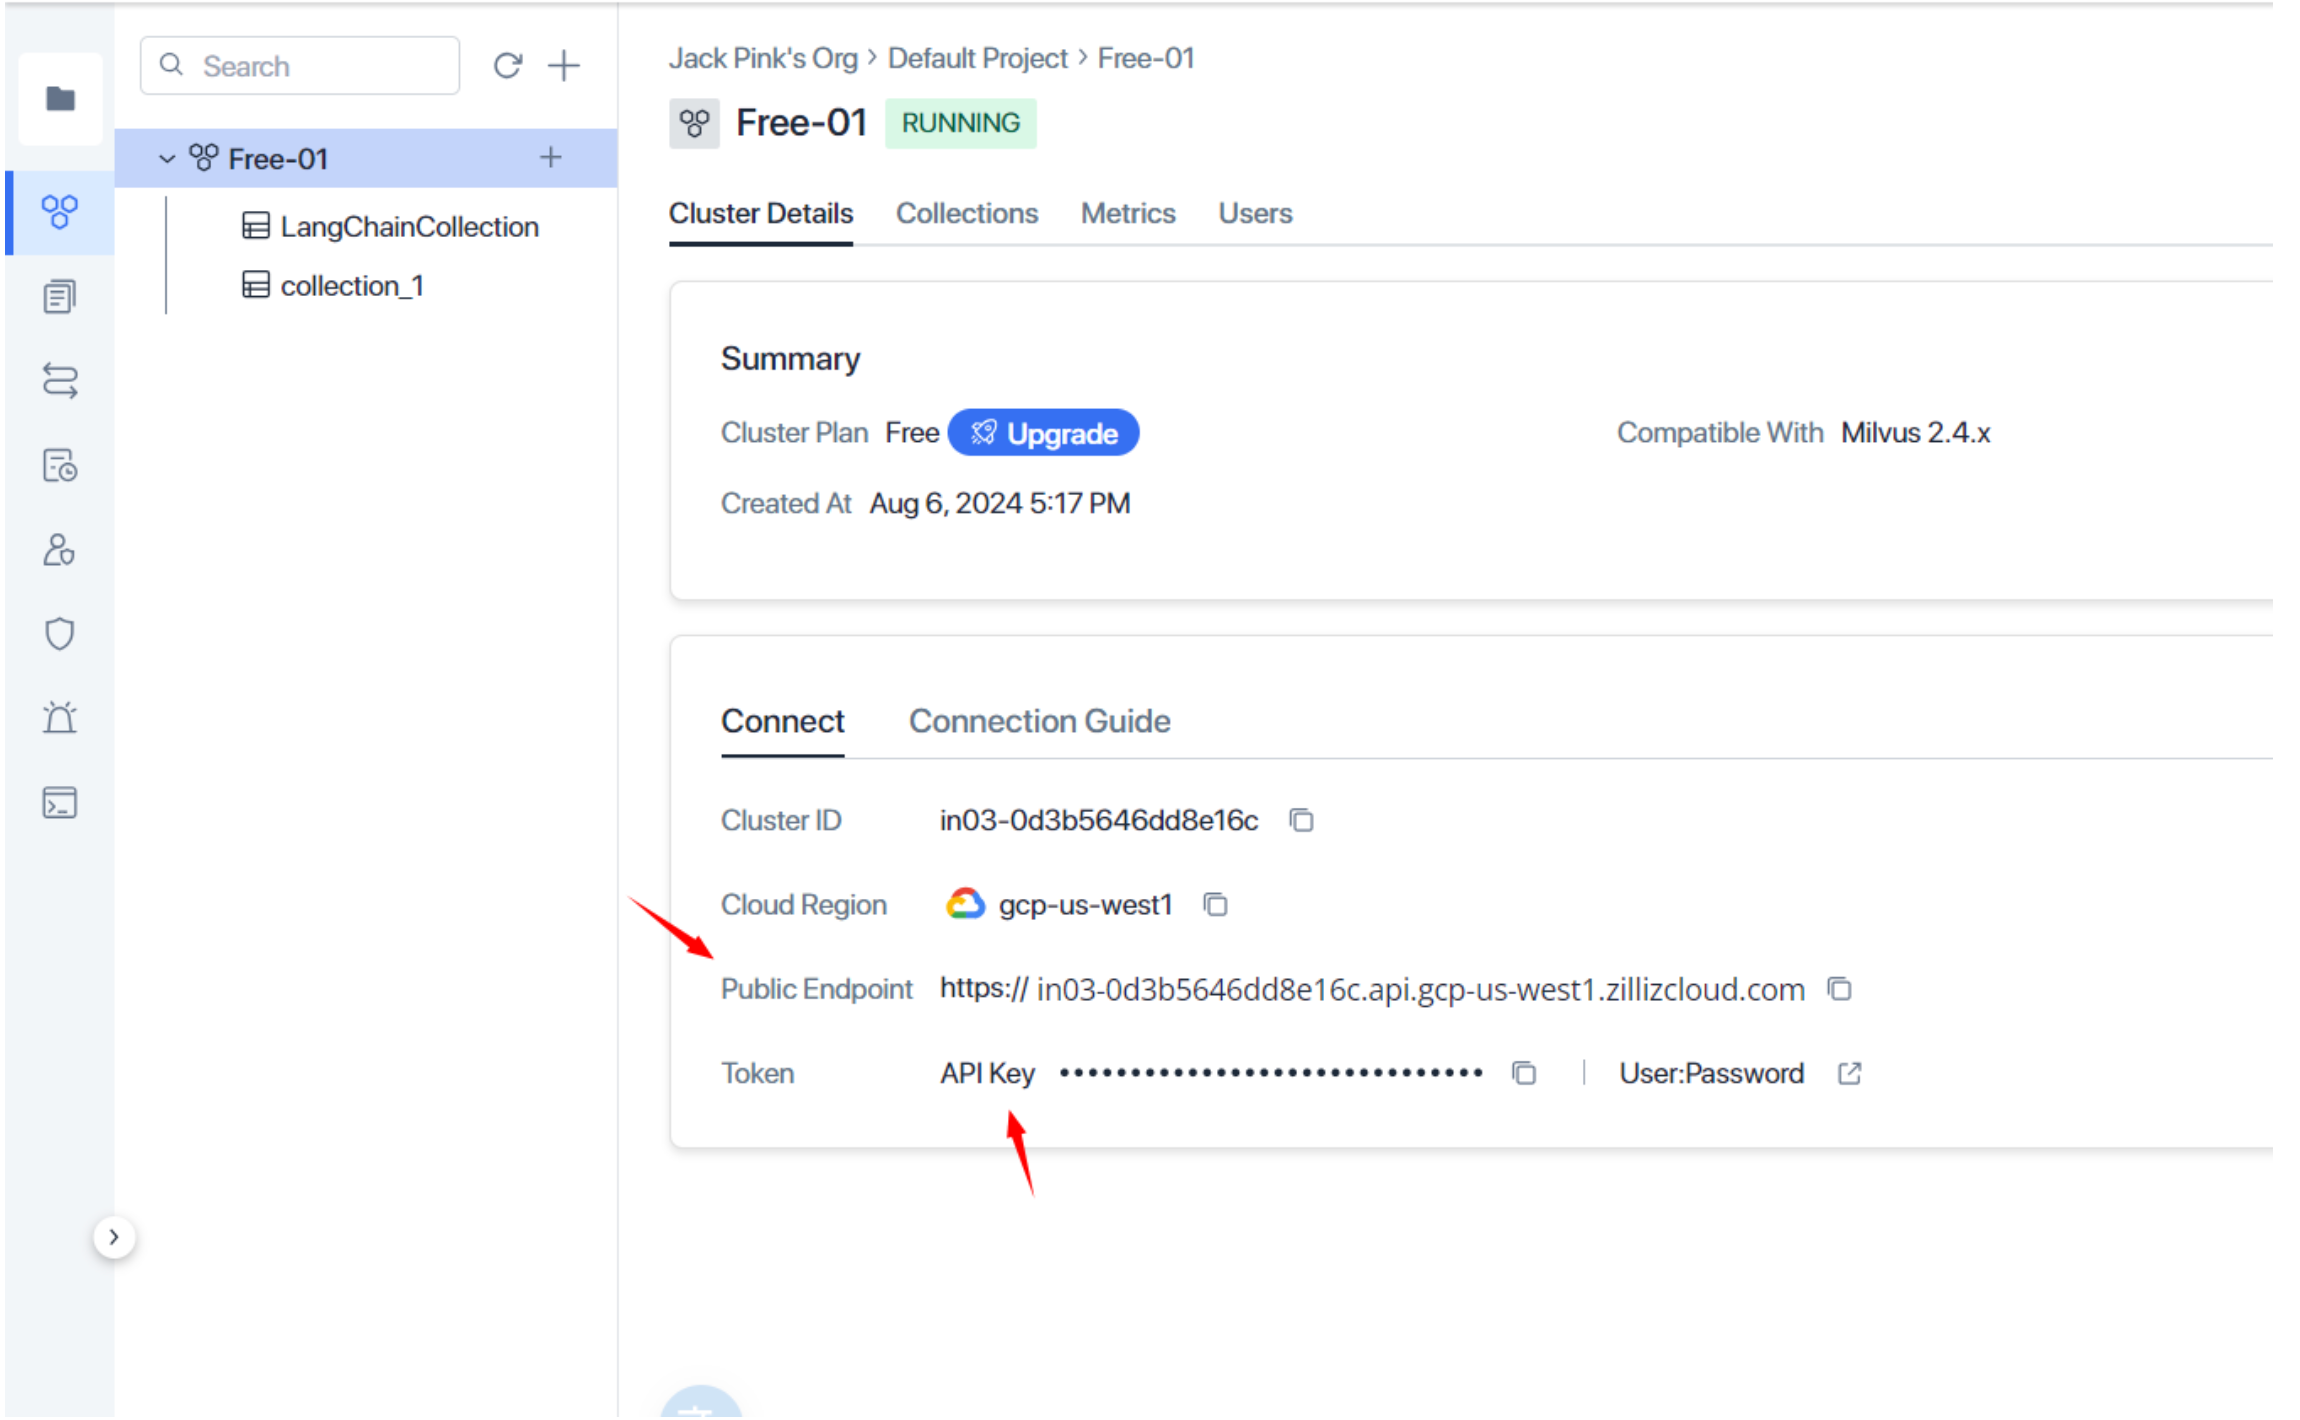 Search
Free-01
LangChainCollection
collection_1
Jack Pink's Org > Default Project > Free-01
Free-01 RUNNING
Cluster Details Collections Metrics Users
Summary
Cluster Plan Free Upgrade Compatible With Milvus 2.4.x
Created At Aug 6, 2024 5:17 PM
Connect Connection Guide
Cluster ID in03-0d3b5646dd8e16c
Cloud Region gcp-us-west1
Public Endpoint https:// in03-0d3b5646dd8e16c.api.gcp-us-west1.zillizcloud.com
Token API Key •••••••••••••••••••••••••••••• | User:Password